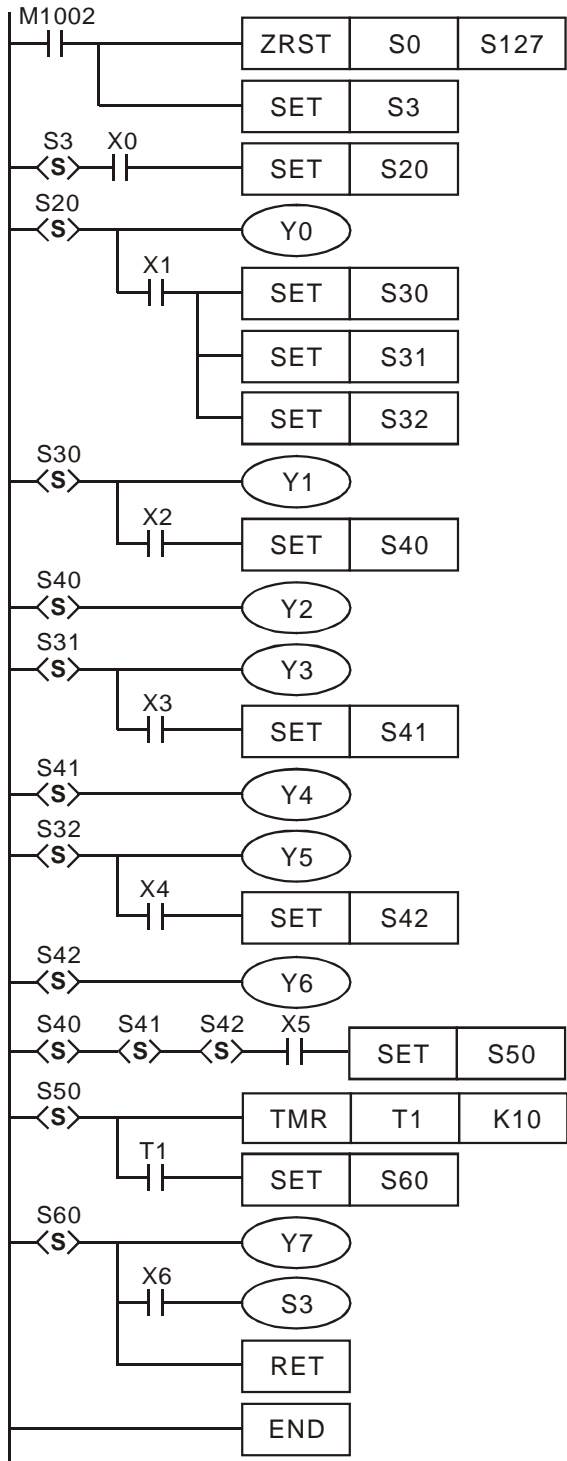 M1002
ZRST S0 S127
SET S3
S3 X0
S SET S20
S20
S Y0
X1
SET S30
SET S31
SET S32
S30
S Y1
X2
SET S40
S40
S Y2
S31
S Y3
X3
SET S41
S41
S Y4
S32
S Y5
X4
SET S42
S42
S Y6
S40 S41 S42 X5
S S S SET S50
S50
S TMR T1 K10
T1
SET S60
S60
S Y7
X6
S3
RET
END